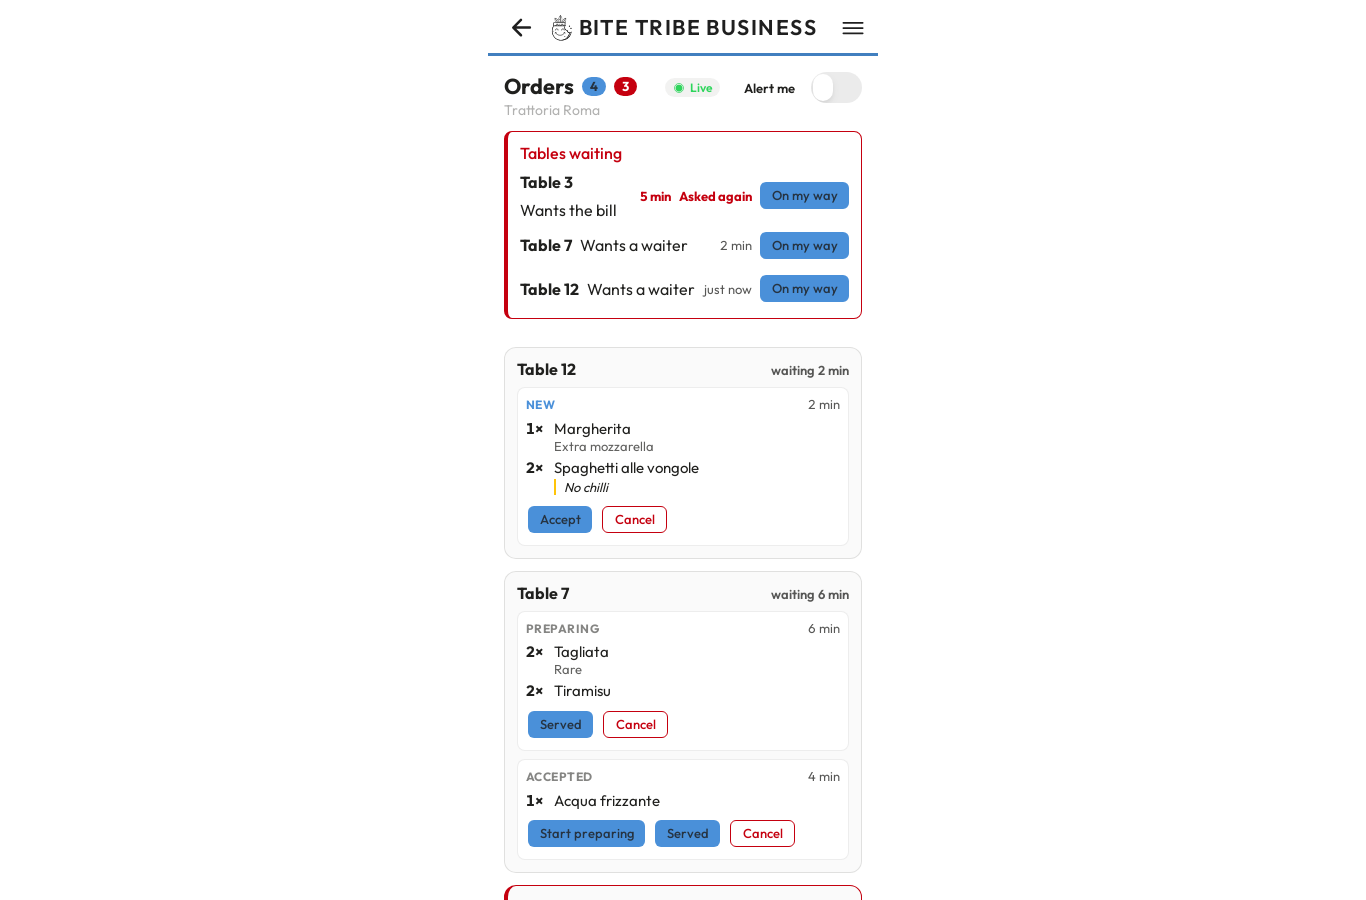 BITE TRIBE BUSINESS
Orders 4 3 Live Alert me
Trattoria Roma
Tables waiting
Table 3
Wants the bill
5 min Asked again On my way
Table 7 Wants a waiter 2 min On my way
Table 12 Wants a waiter just now On my way
Table 12 waiting 2 min
NEW 2 min
1× Margherita
Extra mozzarella
2× Spaghetti alle vongole
No chilli
Accept Cancel
Table 7 waiting 6 min
PREPARING 6 min
2× Tagliata
Rare
2× Tiramisu
Served Cancel
ACCEPTED 4 min
1× Acqua frizzante
Start preparing Served Cancel